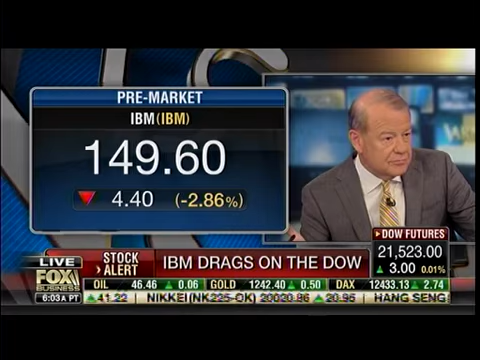 PRE-MARKET
IBM (IBM)
149.60
▼ 4.40 (-2.86%)
DOW FUTURES
21,523.00
▲ 3.00 0.01%
LIVE
FOX
BUSINESS
6:03A PT
STOCK
ALERT
IBM DRAGS ON THE DOW
OIL 46.46 ▲ 0.06 GOLD 1242.40 ▲ 0.50 DAX 12433.13 ▲ 2.74
▲41.22 NIKKEI (NK225-OK) 20020.86 ▲ 20.95 HANG SENG